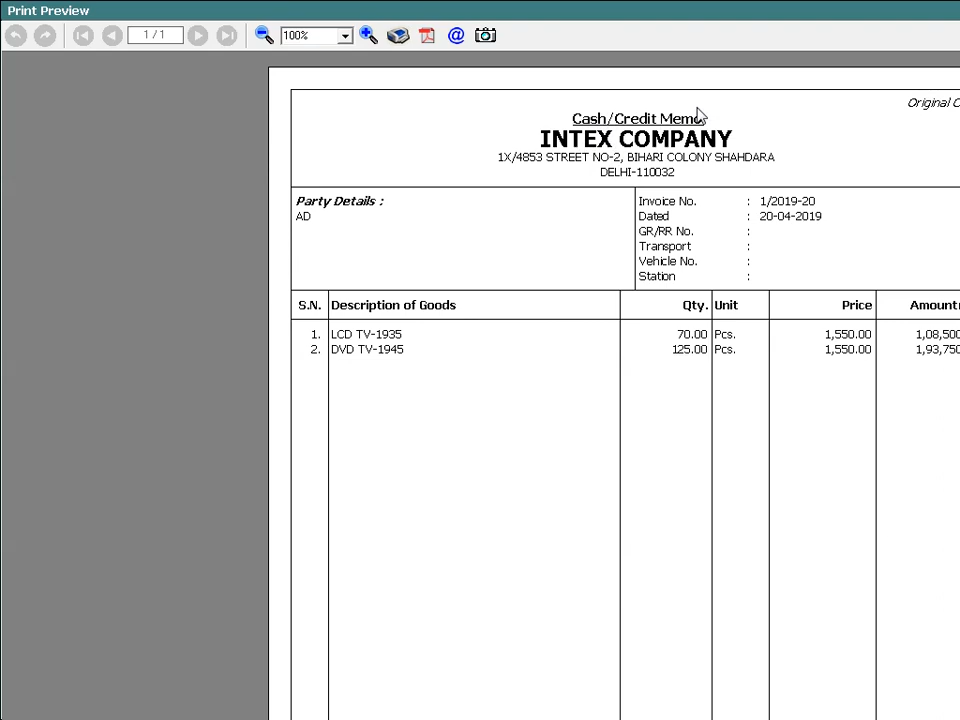 Print Preview
1 / 1
100%
Original
Cash/Credit Memo
INTEX COMPANY
1X/4853 STREET NO-2, BIHARI COLONY SHAHDARA
DELHI-110032
Party Details :
AD
Invoice No. : 1/2019-20
Dated : 20-04-2019
GR/RR No. :
Transport :
Vehicle No. :
Station :
S.N. Description of Goods Qty. Unit Price Amount
1. LCD TV-1935 70.00 Pcs. 1,550.00 1,08,500
2. DVD TV-1945 125.00 Pcs. 1,550.00 1,93,750